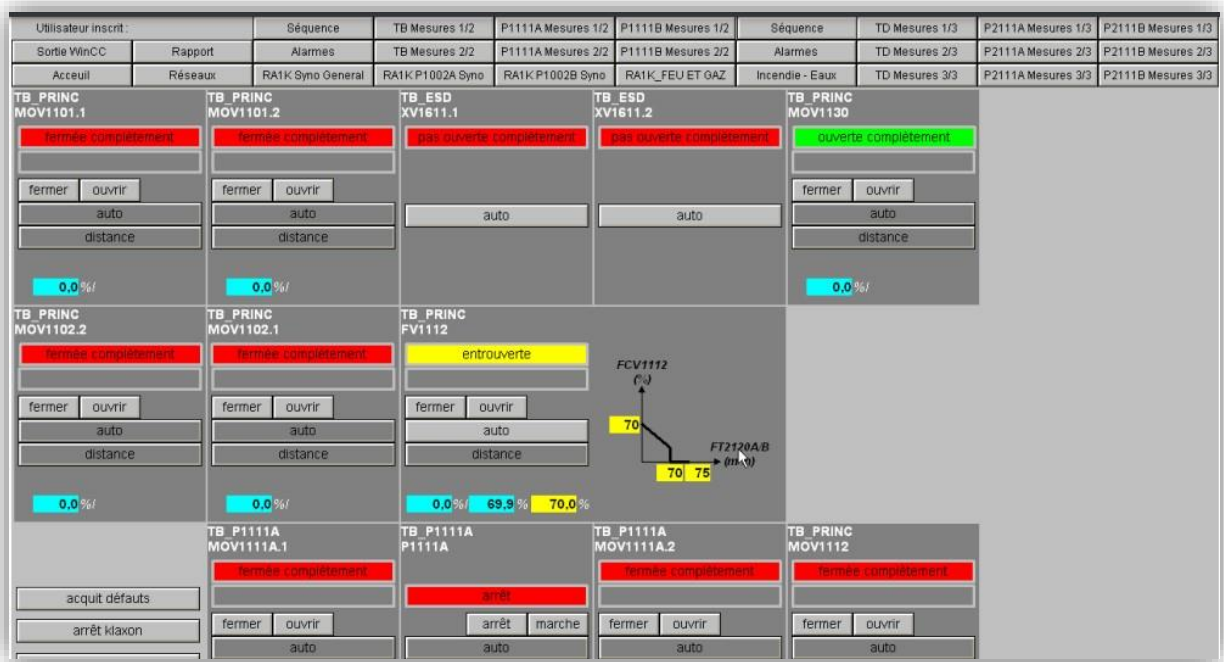 Utilisateur inscrit : Séquence TB Mesures 1/2 P1111A Mesures 1/2 P1111B Mesures 1/2 Séquence TD Mesures 1/3 P2111A Mesures 1/3 P2111B Mesures 1/3
Sortie WinCC Rapport Alarmes TB Mesures 2/2 P1111A Mesures 2/2 P1111B Mesures 2/2 Alarmes TD Mesures 2/3 P2111A Mesures 2/3 P2111B Mesures 2/3
Acceuil Réseaux RA1K Syno General RA1K P1002A Syno RA1K P1002B Syno RA1K_FEU ET GAZ Incendie - Eaux TD Mesures 3/3 P2111A Mesures 3/3 P2111B Mesures 3/3
TB_PRINC TB_PRINC TB_ESD TB_ESD TB_PRINC
MOV1101.1 MOV1101.2 XV1611.1 XV1611.2 MOV1130
fermée complètement fermée complètement pas ouverte complètement pas ouverte complètement ouverte complètement
fermer ouvrir fermer ouvrir fermer ouvrir
auto auto auto auto auto
distance distance distance
0,0 %/ 0,0 %/ 0,0 %/
TB_PRINC TB_PRINC TB_PRINC
MOV1102.2 MOV1102.1 FV1112
fermée complètement fermée complètement entrouverte
FCV1112
(%)
fermer ouvrir fermer ouvrir fermer ouvrir
auto auto auto 70
distance distance distance FT2120A/B
70 75
0,0 %/ 0,0 %/ 0,0 %/ 69,9 % 70,0 %
TB_P1111A TB_P1111A TB_P1111A TB_PRINC
MOV1111A.1 P1111A MOV1111A.2 MOV1112
fermée complètement arrêt fermée complètement fermée complètement
acquit défauts
fermer ouvrir arrêt marche fermer ouvrir fermer ouvrir
arrêt klaxon
auto auto auto auto